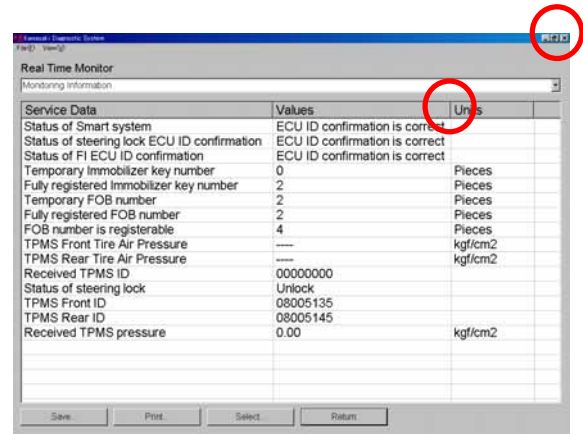 Kawasaki Diagnostic System
File(F) View(V)
Real Time Monitor
Monitoring Information
Service Data Values Units
Status of Smart system ECU ID confirmation is correct
Status of steering lock ECU ID confirmation ECU ID confirmation is correct
Status of FI ECU ID confirmation ECU ID confirmation is correct
Temporary Immobilizer key number 0 Pieces
Fully registered Immobilizer key number 2 Pieces
Temporary FOB number 2 Pieces
Fully registered FOB number 2 Pieces
FOB number is registerable 4 Pieces
TPMS Front Tire Air Pressure ---- kgf/cm2
TPMS Rear Tire Air Pressure ---- kgf/cm2
Received TPMS ID 00000000
Status of steering lock Unlock
TPMS Front ID 08005135
TPMS Rear ID 08005145
Received TPMS pressure 0.00 kgf/cm2
Save... Print... Select... Return